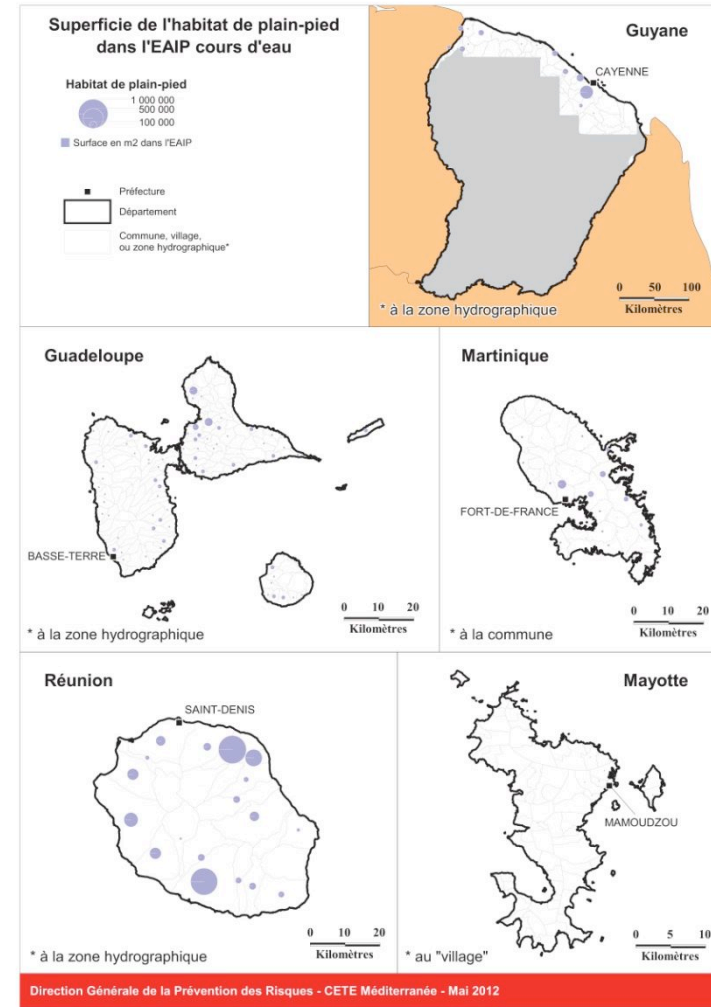 Superficie de l'habitat de plain-pied
dans l'EAIP cours d'eau
Habitat de plain-pied
1 000 000
500 000
100 000
Surface en m2 dans l'EAIP
Préfecture
Département
Commune, village,
ou zone hydrographique*
Guyane
CAYENNE
0 50 100
Kilomètres
* à la zone hydrographique
Guadeloupe
BASSE-TERRE
0 10 20
Kilomètres
* à la zone hydrographique
Martinique
FORT-DE-FRANCE
0 10 20
Kilomètres
* à la commune
Réunion
SAINT-DENIS
0 10 20
Kilomètres
* à la zone hydrographique
Mayotte
MAMOUDZOU
0 5 10
Kilomètres
* au "village"
Direction Générale de la Prévention des Risques - CETE Méditerranée - Mai 2012